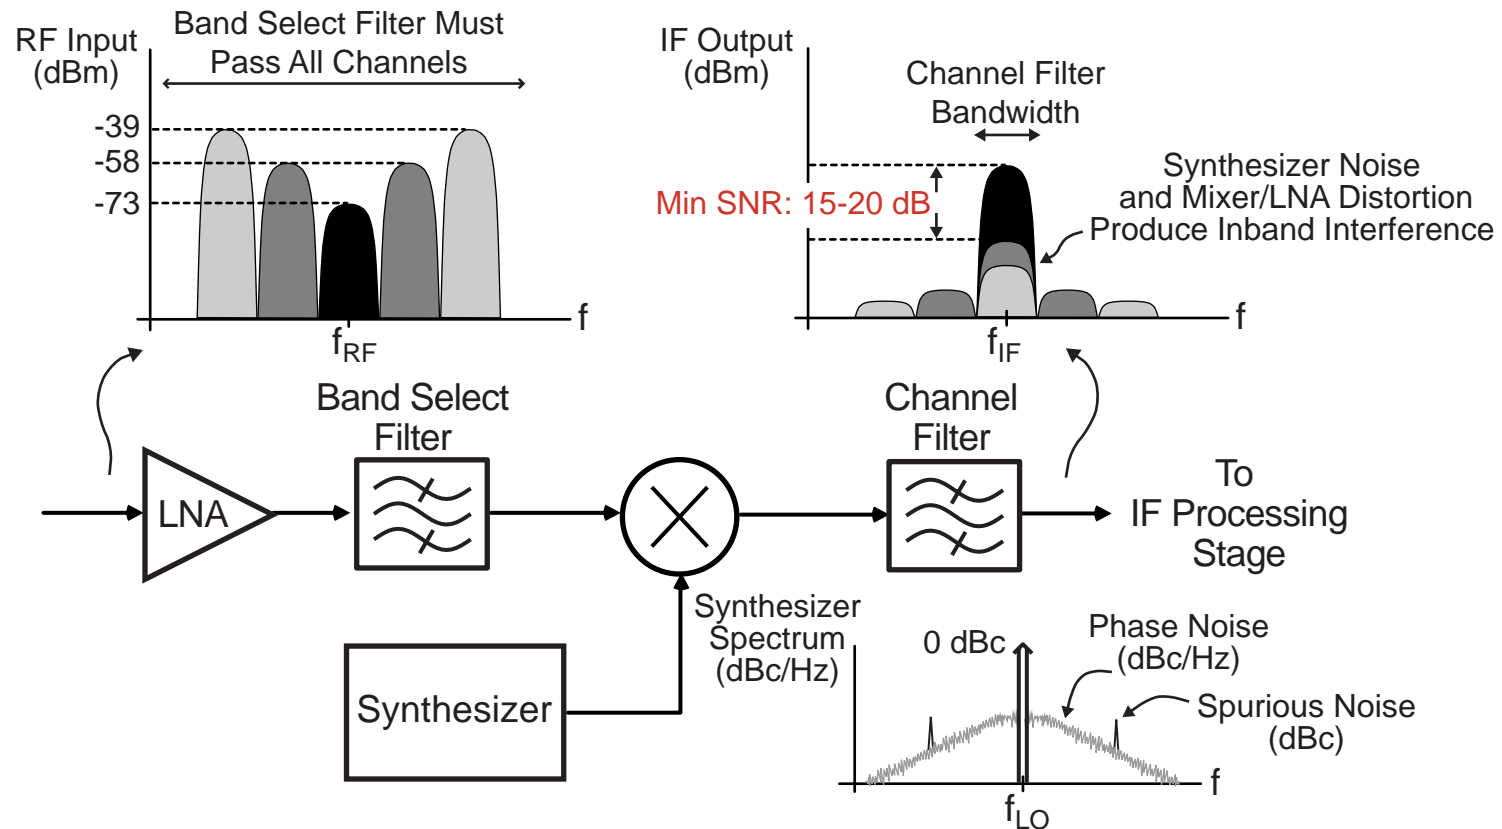 RF Input
(dBm)
Band Select Filter Must
Pass All Channels
-39
-58
-73
f
fRF
IF Output
(dBm)
Channel Filter
Bandwidth
Min SNR: 15-20 dB
Synthesizer Noise
and Mixer/LNA Distortion
Produce Inband Interference
f
fIF
Band Select
Filter
Channel
Filter
LNA
To
IF Processing
Stage
Synthesizer
Synthesizer
Spectrum
(dBc/Hz)
0 dBc
Phase Noise
(dBc/Hz)
Spurious Noise
(dBc)
f
fLO